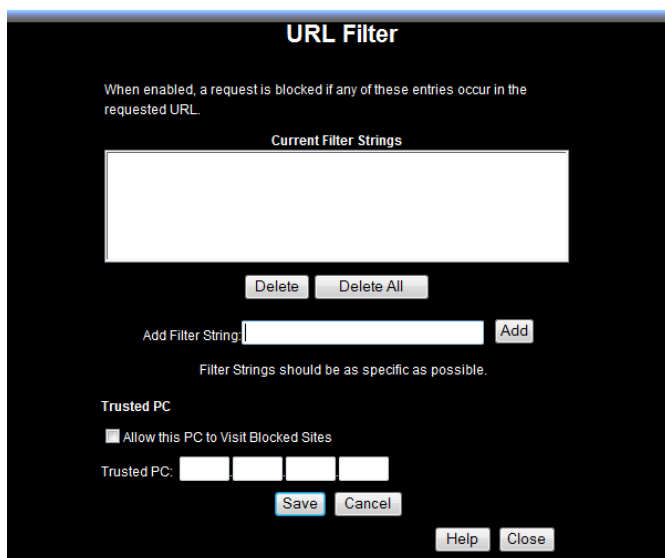 URL Filter
When enabled, a request is blocked if any of these entries occur in the
requested URL.
Current Filter Strings
Delete Delete All
Add Filter String: Add
Filter Strings should be as specific as possible.
Trusted PC
Allow this PC to Visit Blocked Sites
Trusted PC: . . .
Save Cancel
Help Close